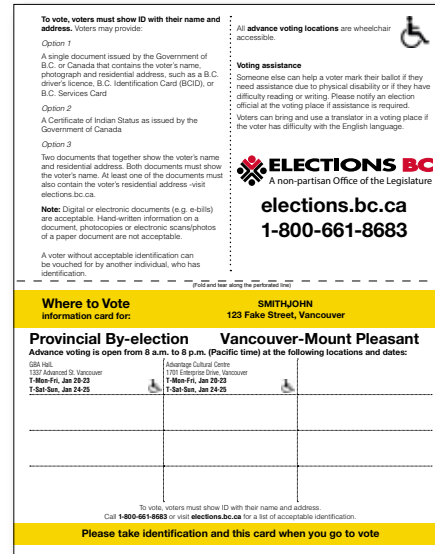 To vote, voters must show ID with their name and
address. Voters may provide:
Option 1
A single document issued by the Government of
B.C. or Canada that contains the voter's name,
photograph and residential address, such as a B.C.
driver's licence, B.C. Identification Card (BCID), or
B.C. Services Card
Option 2
A Certificate of Indian Status as issued by the
Government of Canada
Option 3
Two documents that together show the voter's name
and residential address. Both documents must show
the voter's name. At least one of the documents must
also contain the voter's residential address -visit
elections.bc.ca.
Note: Digital or electronic documents (e.g. e-bills)
are acceptable. Hand-written information on a
document, photocopies or electronic scans/photos
of a paper document are not acceptable.
A voter without acceptable identification can
be vouched for by another individual, who has
identification.
All advance voting locations are wheelchair
accessible.
Voting assistance
Someone else can help a voter mark their ballot if they
need assistance due to physical disability or if they have
difficulty reading or writing. Please notify an election
official at the voting place if assistance is required.
Voters can bring and use a translator in a voting place if
the voter has difficulty with the English language.
ELECTIONS BC
A non-partisan Office of the Legislature
elections.bc.ca
1-800-661-8683
(Fold and tear along the perforated line)
Where to Vote
information card for:
SMITH,JOHN
123 Fake Street, Vancouver
Provincial By-election Vancouver-Mount Pleasant
Advance voting is open from 8 a.m. to 8 p.m. (Pacific time) at the following locations and dates:
GBA HalL
1337 Advanced St. Vancouver
T-Mon-Fri, Jan 20-23
T-Sat-Sun, Jan 24-25
Advantage Cultural Centre
1701 Enterprise Drive, Vancouver
T-Mon-Fri, Jan 20-23
T-Sat-Sun, Jan 24-25
To vote, voters must show ID with their name and address.
Call 1-800-661-8683 or visit elections.bc.ca for a list of acceptable identification.
Please take identification and this card when you go to vote